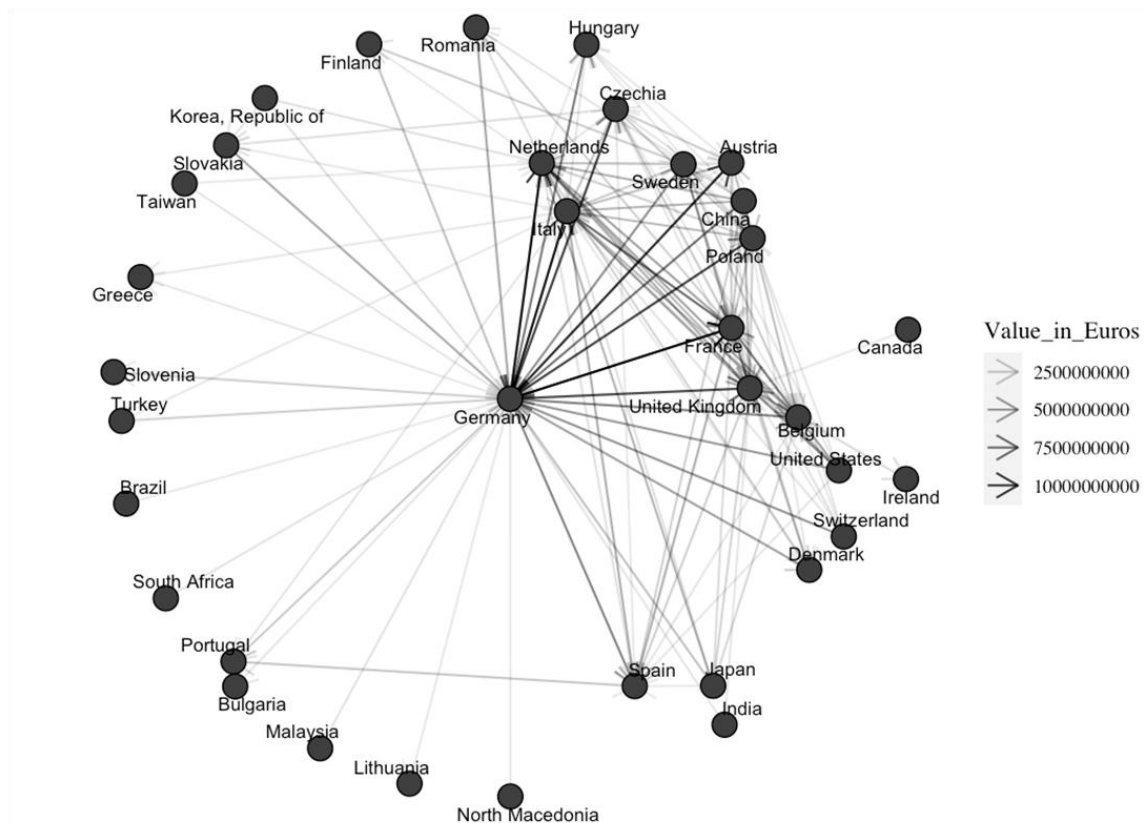 Hungary
Romania
Finland
Czechia
Korea, Republic of
Netherlands
Austria
Slovakia
Sweden
Taiwan
China
Italy
Poland
Greece
Value_in_Euros
France
Canada
2500000000
Slovenia
5000000000
Turkey
United Kingdom
Germany
Belgium
7500000000
United States
10000000000
Brazil
Ireland
Switzerland
Denmark
South Africa
Portugal
Spain
Japan
Bulgaria
India
Malaysia
Lithuania
North Macedonia